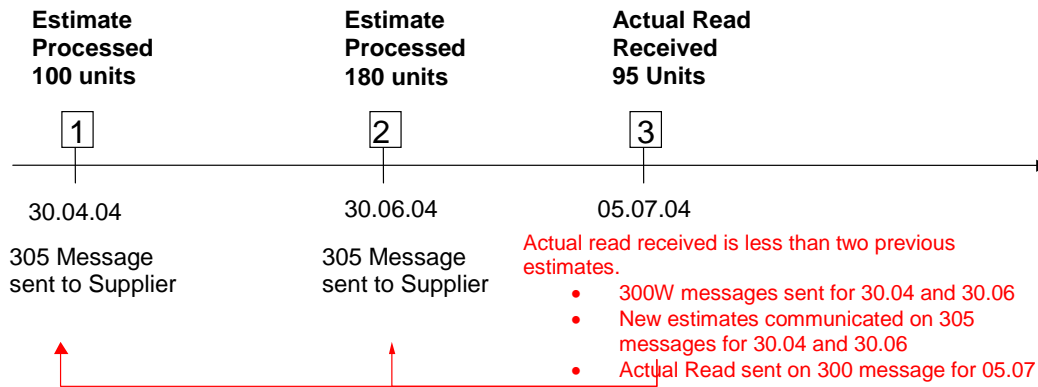 Estimate
Processed
100 units
Estimate
Processed
180 units
Actual Read
Received
95 Units
1
2
3
30.04.04
30.06.04
05.07.04
305 Message
sent to Supplier
305 Message
sent to Supplier
Actual read received is less than two previous
estimates.
• 300W messages sent for 30.04 and 30.06
• New estimates communicated on 305
messages for 30.04 and 30.06
• Actual Read sent on 300 message for 05.07